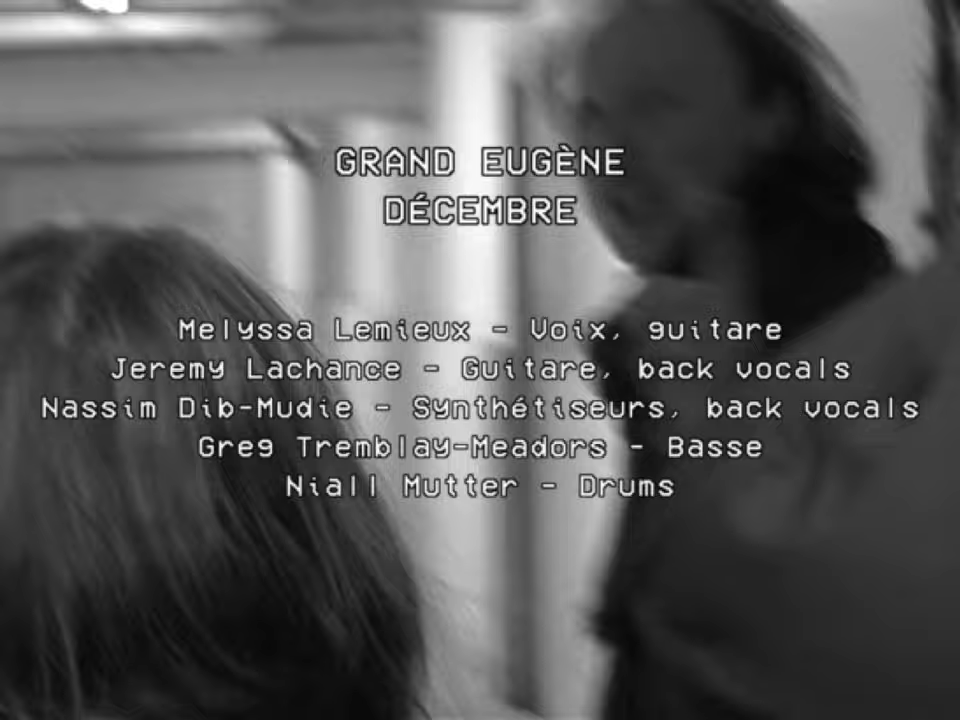 GRAND EUGÈNE
DÉCEMBRE
Melyssa Lemieux - Voix, guitare
Jeremy Lachance - Guitare, back vocals
Nassim Dib-Mudie - Synthétiseurs, back vocals
Greg Tremblay-Meadors - Basse
Niall Mutter - Drums